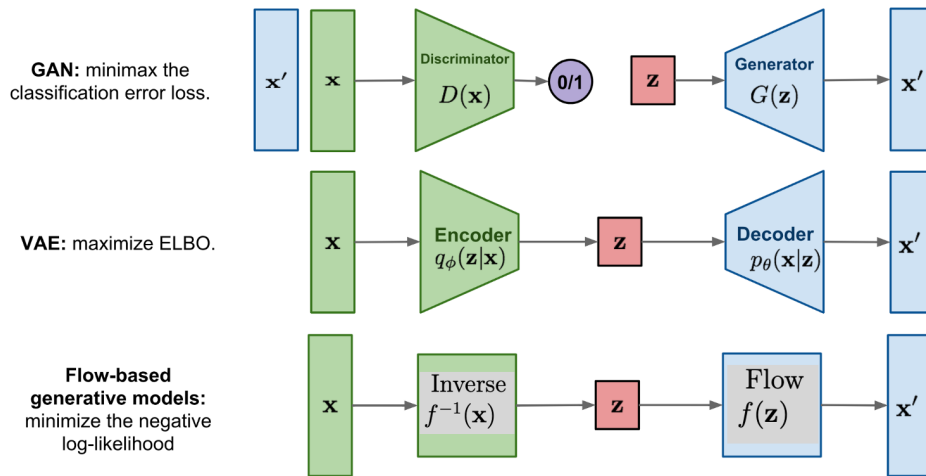 GAN: minimax the
classification error loss.
x′
x
Discriminator
D(x)
0/1
z
Generator
G(z)
x′
VAE: maximize ELBO.
x
Encoder
qϕ(z|x)
z
Decoder
pθ(x|z)
x′
Flow-based
generative models:
minimize the negative
log-likelihood
x
Inverse
f⁻¹(x)
z
Flow
f(z)
x′